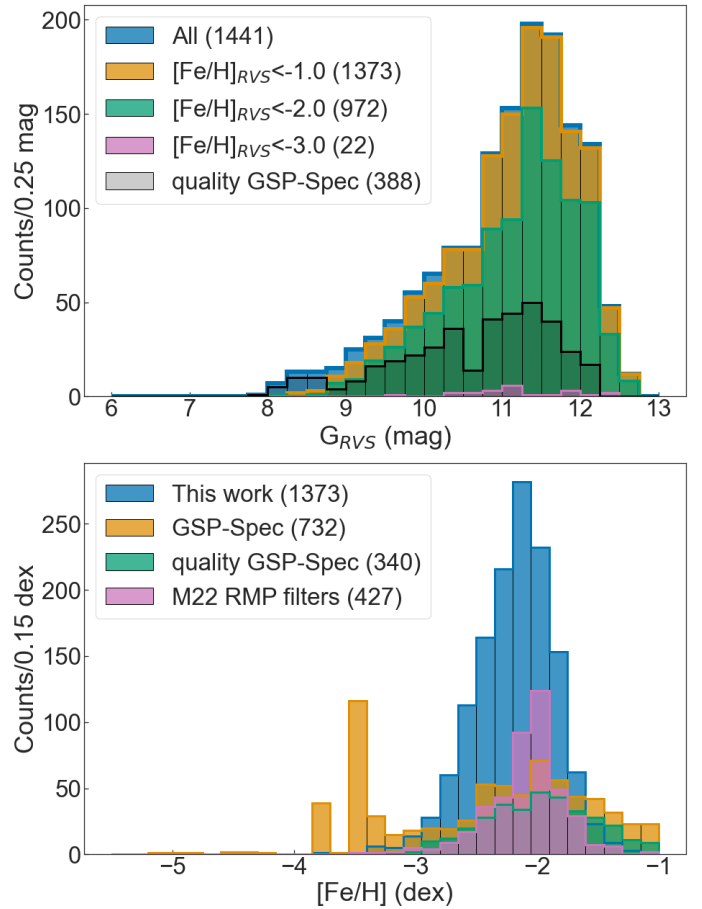 200
150
100
50
0
Counts/0.25 mag
All (1441)
[Fe/H]RVS<-1.0 (1373)
[Fe/H]RVS<-2.0 (972)
[Fe/H]RVS<-3.0 (22)
quality GSP-Spec (388)
6 7 8 9 10 11 12 13
GRVS (mag)
250
200
150
100
50
0
Counts/0.15 dex
This work (1373)
GSP-Spec (732)
quality GSP-Spec (340)
M22 RMP filters (427)
−5 −4 −3 −2 −1
[Fe/H] (dex)